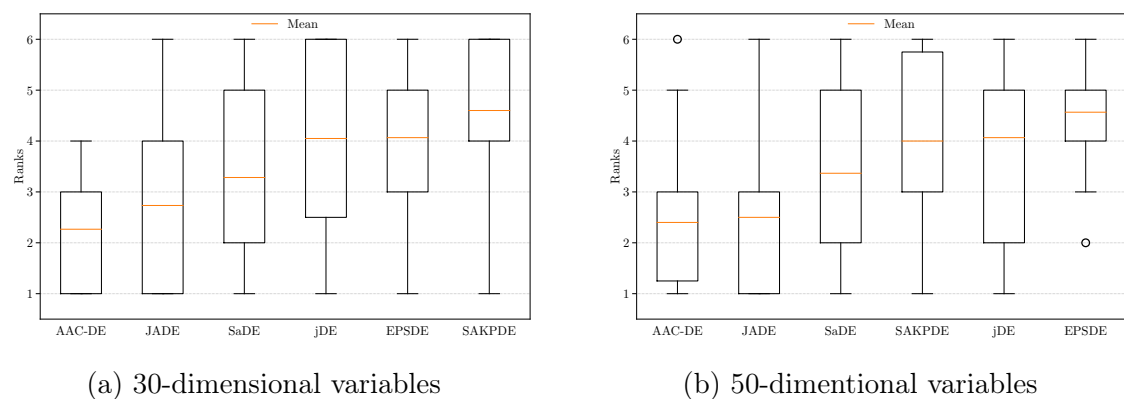 Mean
6
5
4
3
2
1
Ranks
AAC-DE JADE SaDE jDE EPSDE SAKPDE
(a) 30-dimensional variables
Mean
6
5
4
3
2
1
Ranks
AAC-DE JADE SaDE SAKPDE jDE EPSDE
(b) 50-dimentional variables